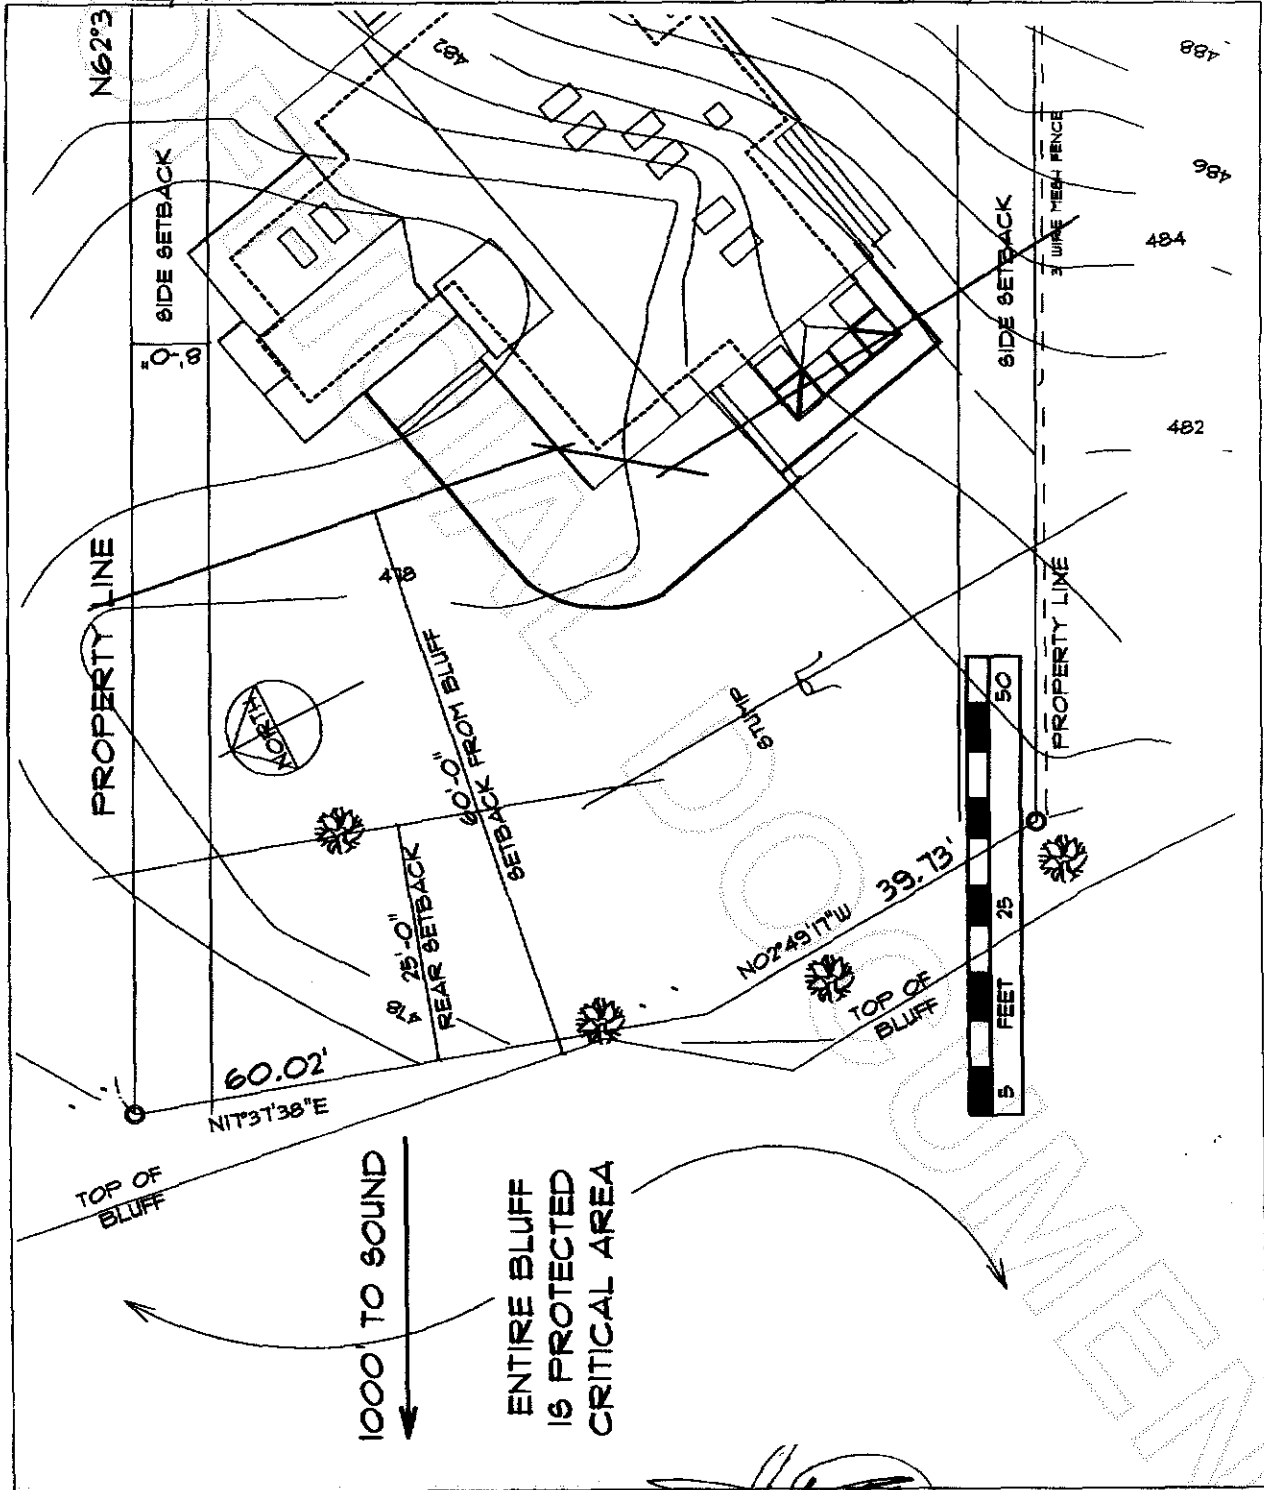 N62°3
SIDE SETBACK
8'-0"
PROPERTY LINE
482
488
486
484
482
3' WIRE MESH FENCE
SIDE SETBACK
PROPERTY LINE
478
NORTH
60'-0"
SETBACK FROM BLUFF
25'-0"
REAR SETBACK
478
STUMP
60.02'
N17°37'38"E
N02°49'17"W
39.73'
TOP OF
BLUFF
TOP OF
BLUFF
5 FEET 25 50
1000' TO SOUND
ENTIRE BLUFF
IS PROTECTED
CRITICAL AREA
DOCUMEN